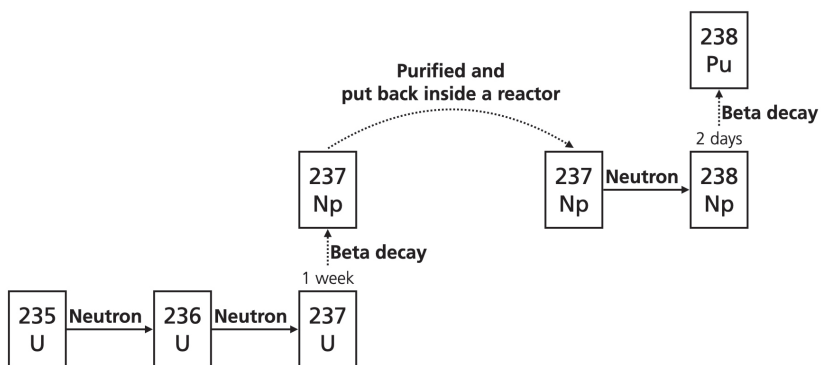 238
Pu
Purified and
put back inside a reactor
Beta decay
2 days
237
Np
237
Np
Neutron
238
Np
Beta decay
1 week
235
U
Neutron
236
U
Neutron
237
U